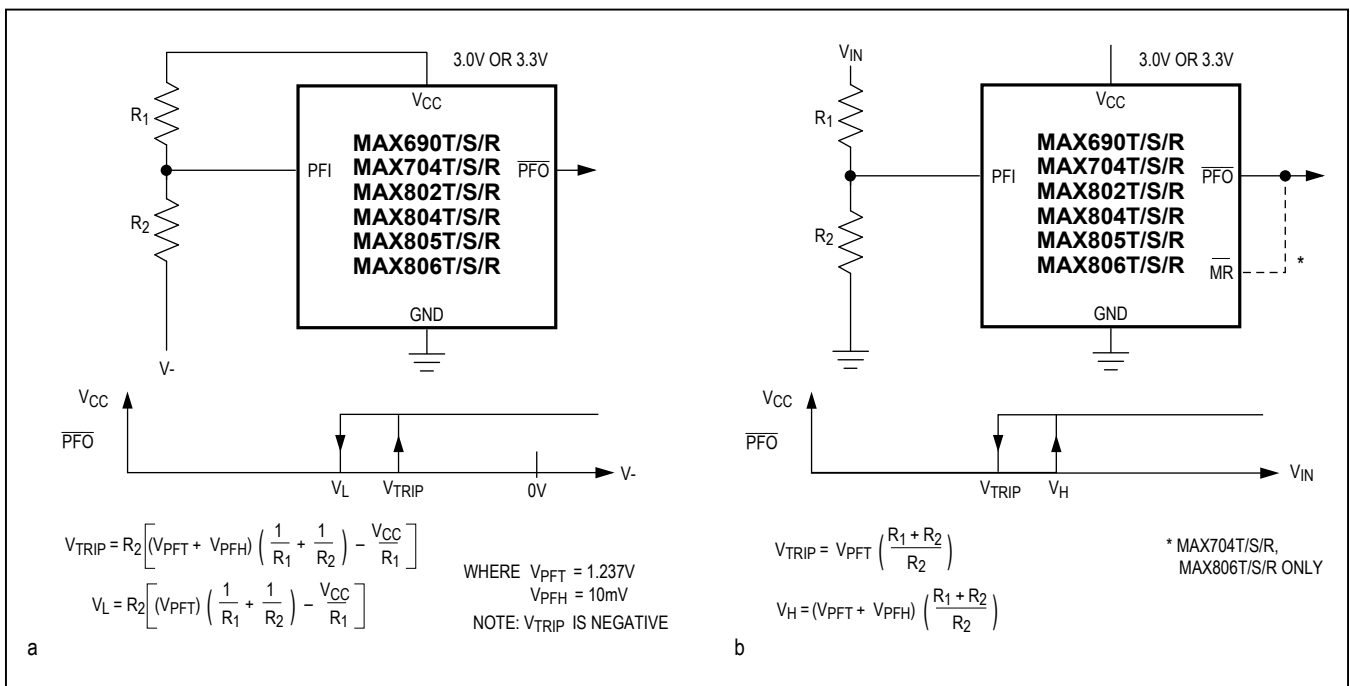 3.0V OR 3.3V
VCC
R1
MAX690T/S/R
MAX704T/S/R
MAX802T/S/R
MAX804T/S/R
MAX805T/S/R
MAX806T/S/R
PFI
PFO
R2
GND
V-
VCC
PFO
VL
VTRIP
0V
V-
VTRIP = R2[(VPFT + VPFH) (1/R1 + 1/R2) – VCC/R1]
VL = R2[(VPFT) (1/R1 + 1/R2) – VCC/R1]
WHERE VPFT = 1.237V
VPFH = 10mV
NOTE: VTRIP IS NEGATIVE
a
VIN
3.0V OR 3.3V
VCC
R1
MAX690T/S/R
MAX704T/S/R
MAX802T/S/R
MAX804T/S/R
MAX805T/S/R
MAX806T/S/R
PFI
PFO
R2
MR
*
GND
VCC
PFO
VTRIP
VH
VIN
VTRIP = VPFT (R1 + R2/R2)
VH = (VPFT + VPFH) (R1 + R2/R2)
* MAX704T/S/R,
MAX806T/S/R ONLY
b